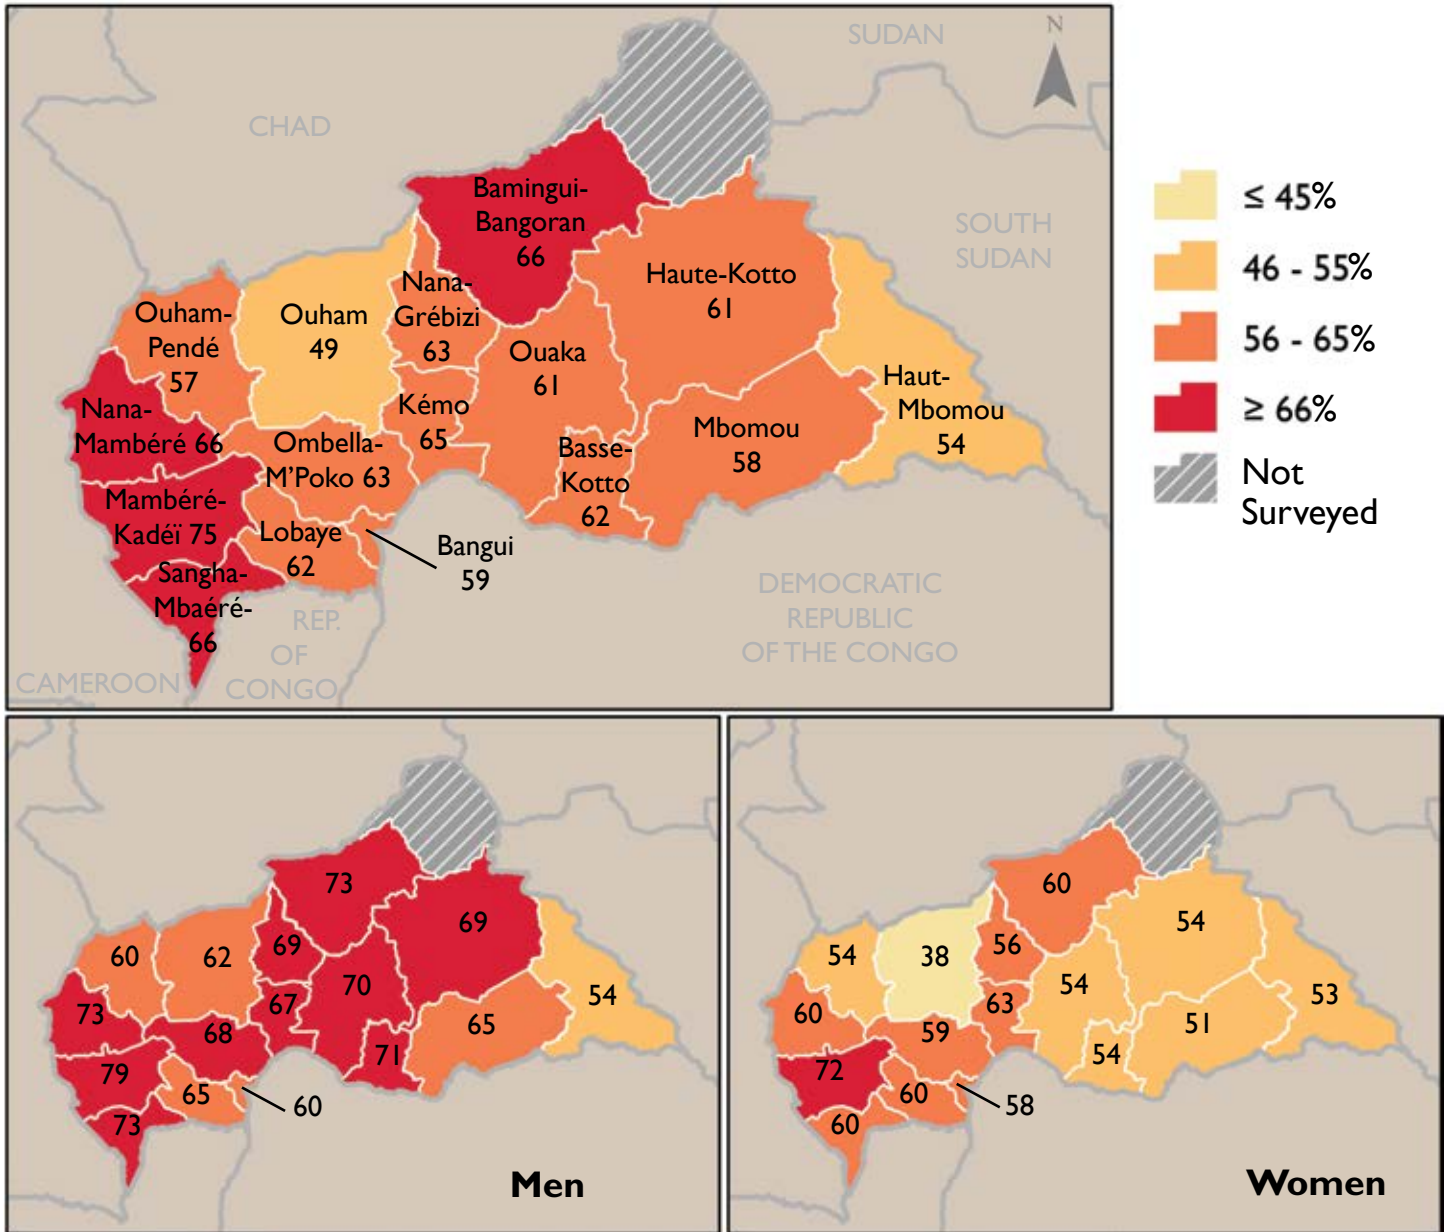 SUDAN
N
CHAD
SOUTH
SUDAN
Bamingui-
Bangoran
66
Haute-Kotto
61
Nana-
Grébizi
63
Ouham-
Pendé
57
Ouham
49
Ouaka
61
Haut-
Mbomou
54
Nana-
Mambéré 66
Kémo
65
Mbomou
58
Ombella-
M'Poko 63
Basse-
Kotto
62
Mambéré-
Kadéï 75
Lobaye
62
Bangui
59
Sangha-
Mbaéré-
66
DEMOCRATIC
REPUBLIC
OF THE CONGO
REP.
OF
CONGO
CAMEROON
≤ 45%
46 - 55%
56 - 65%
≥ 66%
Not
Surveyed
73
69
60
62
69
70
54
73
67
68
65
71
79
65
60
73
Men
60
54
54
38
56
54
53
60
63
59
51
54
72
60
58
60
Women